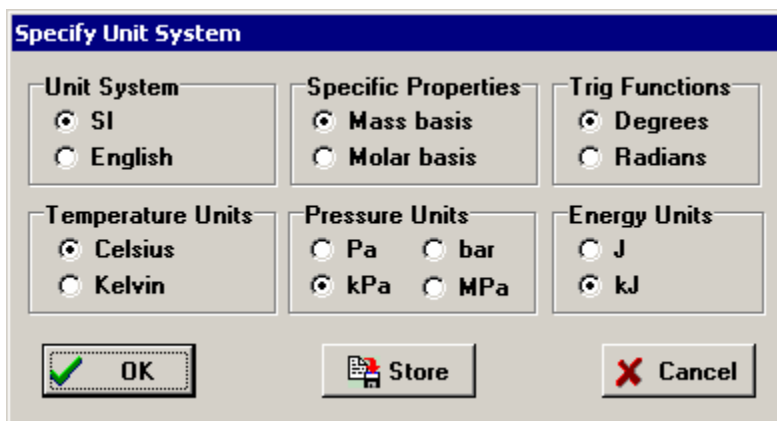 Specify Unit System
Unit System
SI
English
Specific Properties
Mass basis
Molar basis
Trig Functions
Degrees
Radians
Temperature Units
Celsius
Kelvin
Pressure Units
Pa bar
kPa MPa
Energy Units
J
kJ
OK Store Cancel